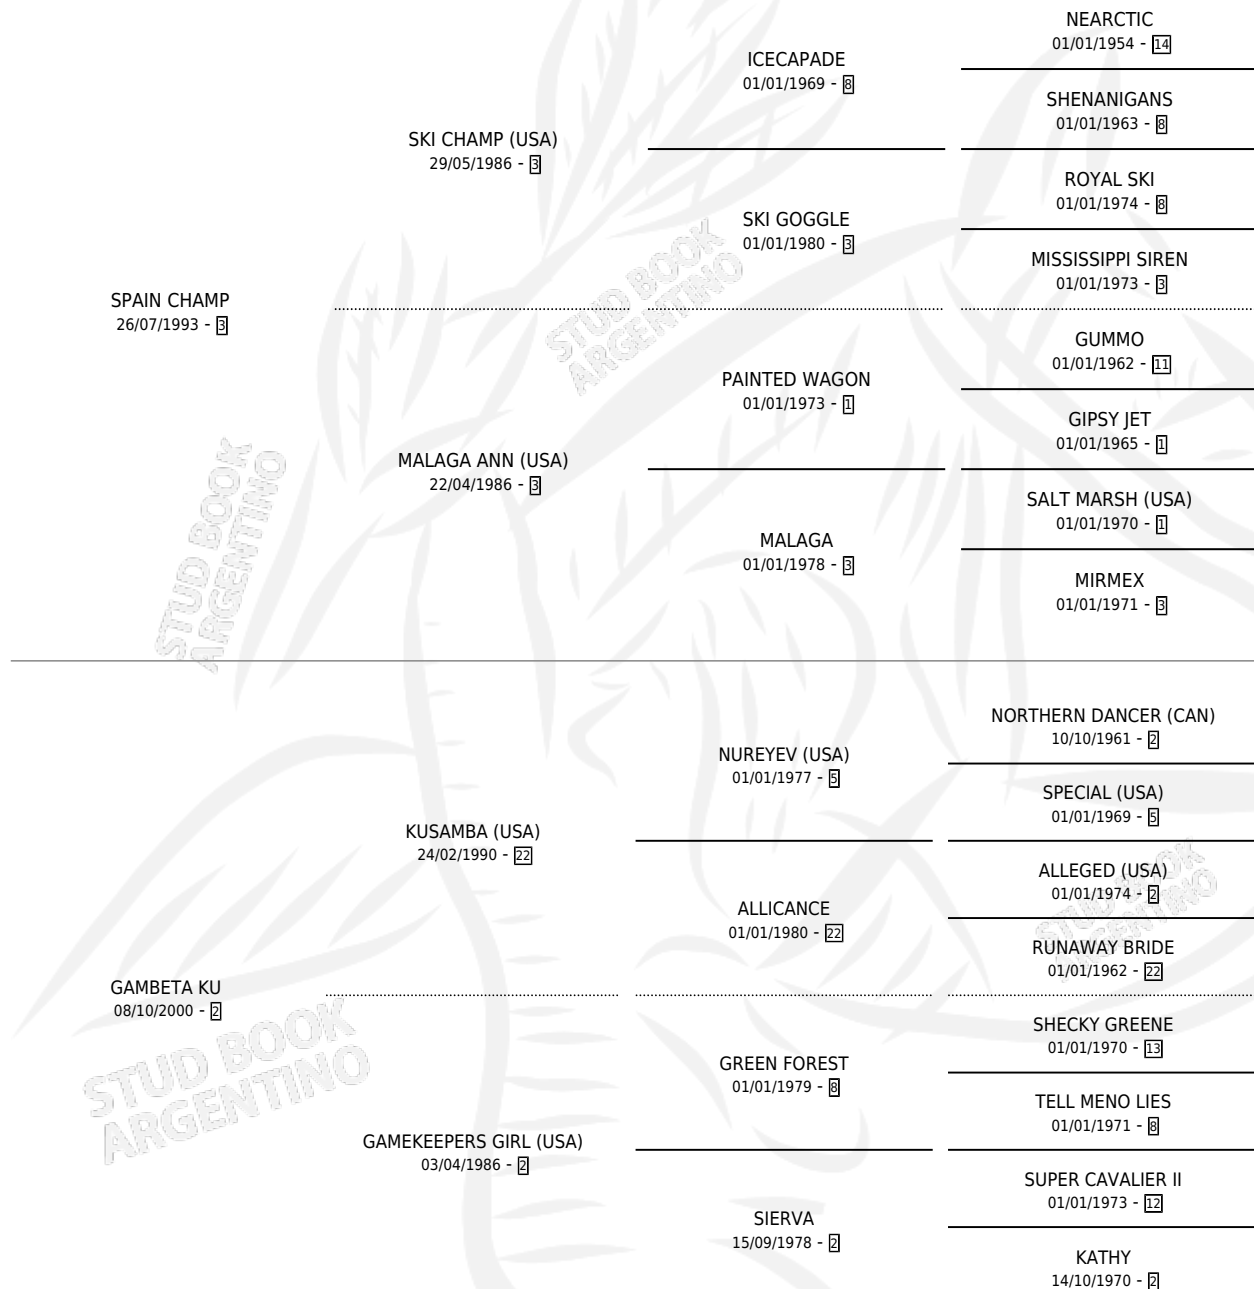 NEARCTIC
01/01/1954 - 14
ICECAPADE
01/01/1969 - 8
SHENANIGANS
01/01/1963 - 8
SKI CHAMP (USA)
29/05/1986 - 3
ROYAL SKI
01/01/1974 - 8
SKI GOGGLE
01/01/1980 - 3
MISSISSIPPI SIREN
01/01/1973 - 3
SPAIN CHAMP
26/07/1993 - 3
GUMMO
01/01/1962 - 11
PAINTED WAGON
01/01/1973 - 1
GIPSY JET
01/01/1965 - 1
MALAGA ANN (USA)
22/04/1986 - 3
SALT MARSH (USA)
01/01/1970 - 1
MALAGA
01/01/1978 - 3
MIRMEX
01/01/1971 - 3
NORTHERN DANCER (CAN)
10/10/1961 - 2
NUREYEV (USA)
01/01/1977 - 5
SPECIAL (USA)
01/01/1969 - 5
KUSAMBA (USA)
24/02/1990 - 22
ALLEGED (USA)
01/01/1974 - 2
ALLICANCE
01/01/1980 - 22
RUNAWAY BRIDE
01/01/1962 - 22
GAMBETA KU
08/10/2000 - 2
SHECKY GREENE
01/01/1970 - 13
GREEN FOREST
01/01/1979 - 8
TELL MENO LIES
01/01/1971 - 8
GAMEKEEPERS GIRL (USA)
03/04/1986 - 2
SUPER CAVALIER II
01/01/1973 - 12
SIERVA
15/09/1978 - 2
KATHY
14/10/1970 - 2
STUD BOOK
ARGENTINO
STUD BOOK
ARGENTINO
STUD BOOK
ARGENTINO
STUD BOOK
ARGENTINO